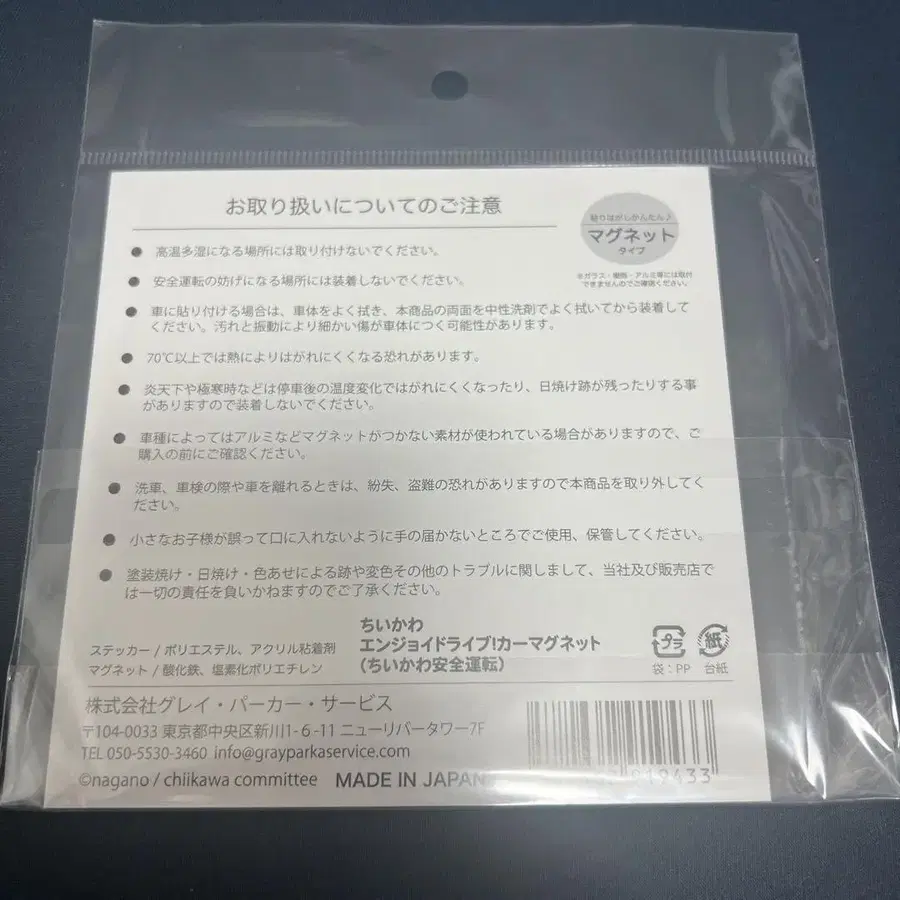 お取り扱いについてのご注意
貼りはがしかんたん♪
マグネット
タイプ
※ガラス・樹脂・アルミ等には取付
できませんのでご確認ください。
● 高温多湿になる場所には取り付けないでください。
● 安全運転の妨げになる場所には装着しないでください。
● 車に貼り付ける場合は、車体をよく拭き、本商品の両面を中性洗剤でよく拭いてから装着して
ください。汚れと振動により細かい傷が車体につく可能性があります。
● 70℃以上では熱によりはがれにくくなる恐れがあります。
● 炎天下や極寒時などは停車後の温度変化ではがれにくくなったり、日焼け跡が残ったりする事
がありますので装着しないでください。
● 車種によってはアルミなどマグネットがつかない素材が使われている場合がありますので、ご
購入の前にご確認ください。
● 洗車、車検の際や車を離れるときは、紛失、盗難の恐れがありますので本商品を取り外してく
ださい。
● 小さなお子様が誤って口に入れないように手の届かないところでご使用、保管してください。
● 塗装焼け・日焼け・色あせによる跡や変色その他のトラブルに関しまして、当社及び販売店で
は一切の責任を負いかねますのでご了承ください。
ステッカー / ポリエステル、アクリル粘着剤
マグネット / 酸化鉄、塩素化ポリエチレン
ちいかわ
エンジョイドライブ!カーマグネット
(ちいかわ安全運転)
プラ 紙
袋:PP 台紙
株式会社グレイ・パーカー・サービス
〒104-0033 東京都中央区新川1-6-11 ニューリバータワー7F
TEL 050-5530-3460 info@grayparkaservice.com
©nagano / chiikawa committee MADE IN JAPAN